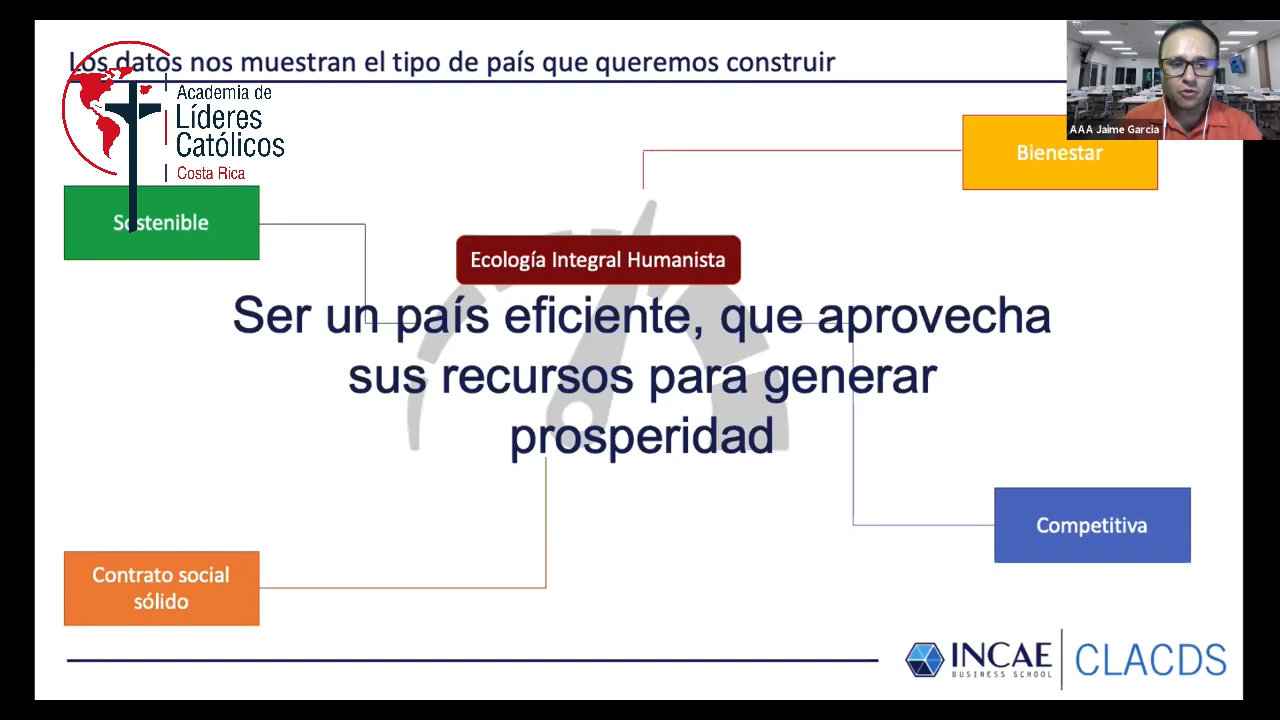 Los datos nos muestran el tipo de país que queremos construir
Academia de
Líderes
Católicos
Costa Rica
AAA Jaime Garcia
Bienestar
Sostenible
Ecología Integral Humanista
Ser un país eficiente, que aprovecha
sus recursos para generar
prosperidad
Competitiva
Contrato social
sólido
INCAE
BUSINESS SCHOOL
CLACDS